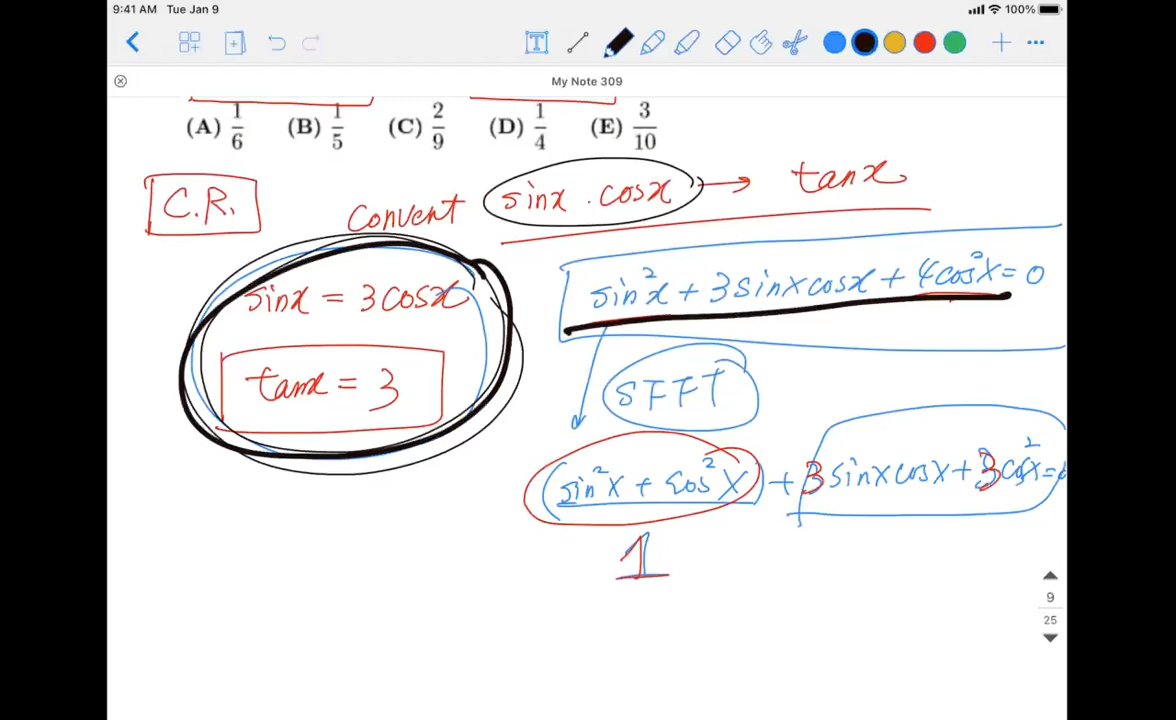 9:41 AM Tue Jan 9 100%
T
My Note 309
(A) 1/6 (B) 1/5 (C) 2/9 (D) 1/4 (E) 3/10
C.R. Convent sinx . cosx → tanx
sinx = 3cosx
sin²x + 3sinxcosx + 4cos²x = 0
tanx = 3
SFFT
(sin²x + cos²x) + 3sinxcosx + 3cos²x =
1
9
25